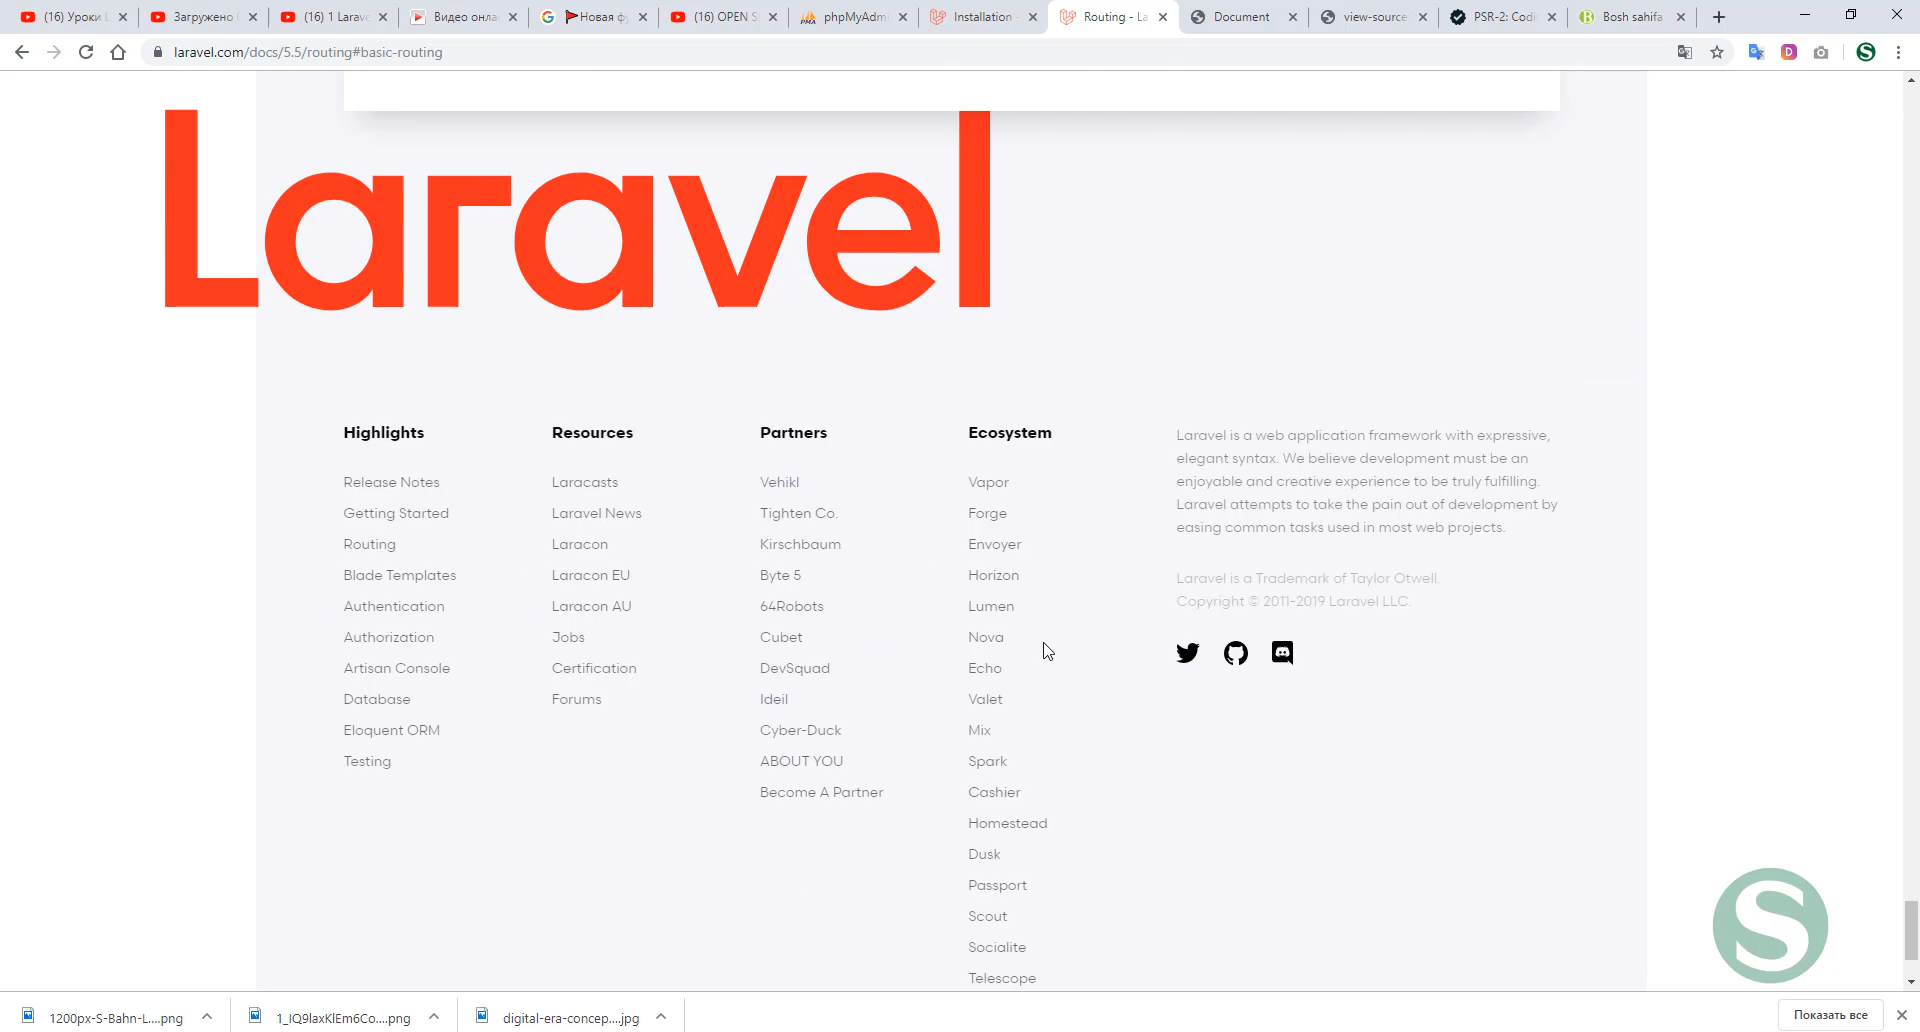 (16) Уроки L
Загружено
(16) 1 Larave
Видео онла
Новая фу
(16) OPEN S
phpMyAdmi
Installation -
Routing - La
Document
view-source
PSR-2: Codi
Bosh sahifa
laravel.com/docs/5.5/routing#basic-routing
Laravel
Highlights
Release Notes
Getting Started
Routing
Blade Templates
Authentication
Authorization
Artisan Console
Database
Eloquent ORM
Testing
Resources
Laracasts
Laravel News
Laracon
Laracon EU
Laracon AU
Jobs
Certification
Forums
Partners
Vehikl
Tighten Co.
Kirschbaum
Byte 5
64Robots
Cubet
DevSquad
Ideil
Cyber-Duck
ABOUT YOU
Become A Partner
Ecosystem
Vapor
Forge
Envoyer
Horizon
Lumen
Nova
Echo
Valet
Mix
Spark
Cashier
Homestead
Dusk
Passport
Scout
Socialite
Telescope
Laravel is a web application framework with expressive,
elegant syntax. We believe development must be an
enjoyable and creative experience to be truly fulfilling.
Laravel attempts to take the pain out of development by
easing common tasks used in most web projects.
Laravel is a Trademark of Taylor Otwell.
Copyright © 2011-2019 Laravel LLC.
S
1200px-S-Bahn-L....png
1_IQ9laxKlEm6Co....png
digital-era-concep....jpg
Показать все